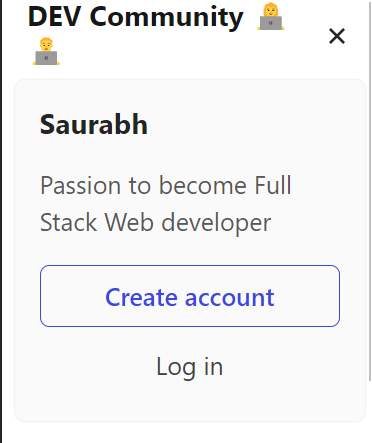 DEV Community 👩‍💻
👨‍💻
Saurabh
Passion to become Full
Stack Web developer
Create account
Log in